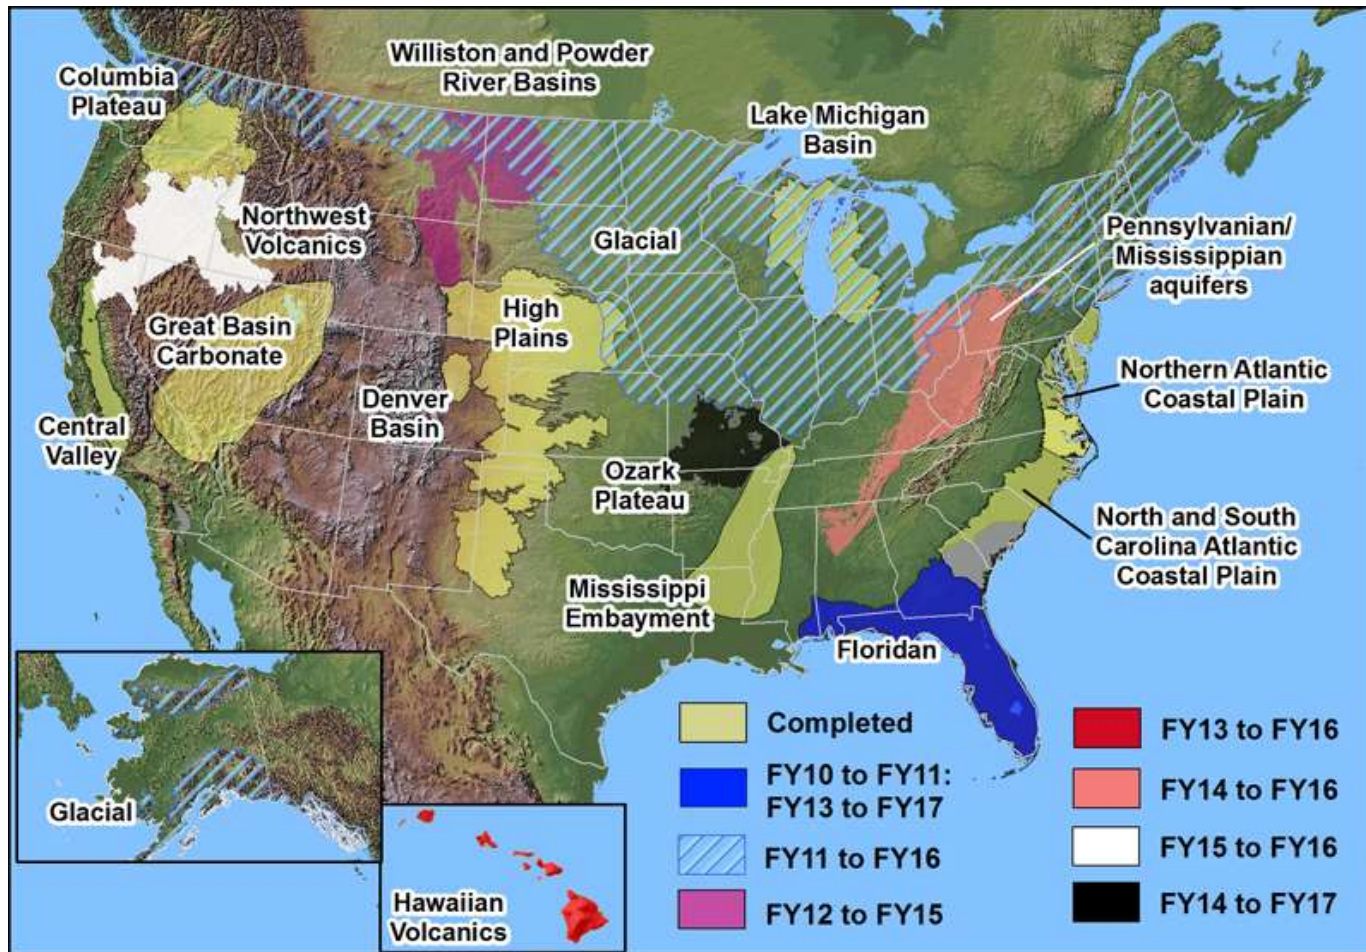 Williston and Powder
River Basins
Columbia
Plateau
Lake Michigan
Basin
Northwest
Volcanics
Glacial
Pennsylvanian/
Mississippian
aquifers
High
Plains
Great Basin
Carbonate
Northern Atlantic
Coastal Plain
Denver
Basin
Central
Valley
Ozark
Plateau
North and South
Carolina Atlantic
Coastal Plain
Mississippi
Embayment
Floridan
Glacial
Hawaiian
Volcanics
Completed
FY10 to FY11:
FY13 to FY17
FY11 to FY16
FY12 to FY15
FY13 to FY16
FY14 to FY16
FY15 to FY16
FY14 to FY17